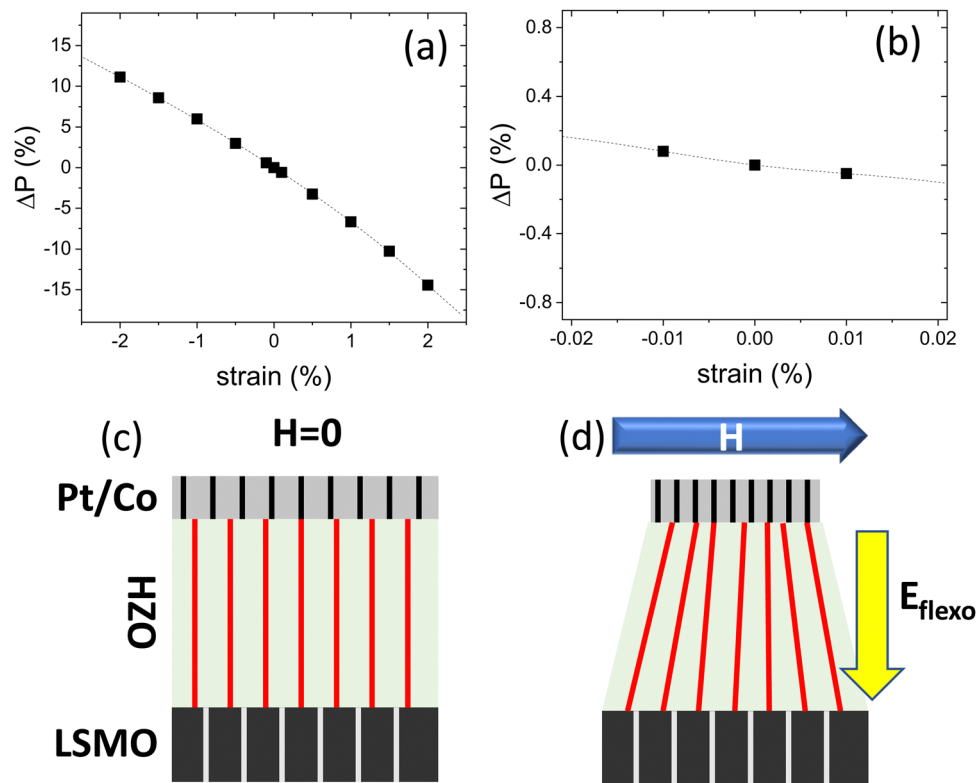 (a)
ΔP (%)
15
10
5
0
-5
-10
-15
-2
-1
0
1
2
strain (%)
(b)
ΔP (%)
0.8
0.4
0.0
-0.4
-0.8
-0.02
-0.01
0.00
0.01
0.02
strain (%)
(c)
H=0
Pt/Co
HZO
LSMO
(d)
H
E_flexo